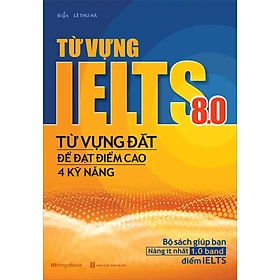 LÊ THU HÀ
TỪ VỰNG
IELTS 8.0
TỪ VỰNG ĐẮT
ĐỂ ĐẠT ĐIỂM CAO
4 KỸ NĂNG
Bộ sách giúp bạn
Nâng ít nhất 1.0 band
điểm IELTS
MEGABOOK